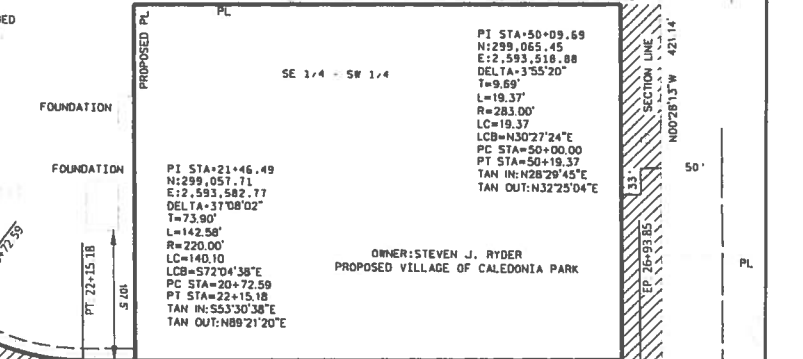 PL
PROPOSED PL
SE 1/4 - SW 1/4
FOUNDATION
FOUNDATION
PI STA=50+09.69
N:299,065.45
E:2,593,518.88
DELTA=3°55'20"
T=9.69'
L=19.37'
R=283.00'
LC=19.37
LCB=N30°27'24"E
PC STA=50+00.00
PT STA=50+19.37
TAN IN:N28°29'45"E
TAN OUT:N32°25'04"E
PI STA=21+46.49
N:299,057.71
E:2,593,582.77
DELTA=37°08'02"
T=73.90'
L=142.58'
R=220.00'
LC=140.10
LCB=S72°04'38"E
PC STA=20+72.59
PT STA=22+15.18
TAN IN:S53°30'38"E
TAN OUT:N89°21'20"E
OWNER:STEVEN J. RYDER
PROPOSED VILLAGE OF CALEDONIA PARK
SECTION LINE
N00°28'13"W 421.14'
50'
33'
EP 26+93.85
PL
PT 22+15.18
107.5
+72.59